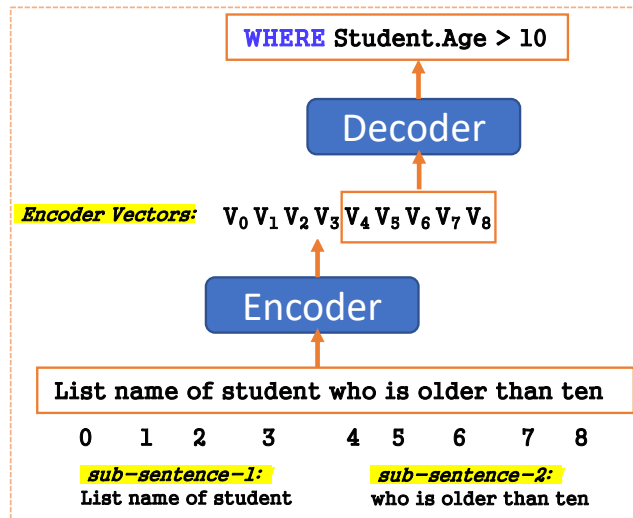 WHERE Student.Age > 10
Decoder
Encoder Vectors: V0 V1 V2 V3 V4 V5 V6 V7 V8
Encoder
List name of student who is older than ten
0 1 2 3 4 5 6 7 8
sub-sentence-1: sub-sentence-2:
List name of student who is older than ten